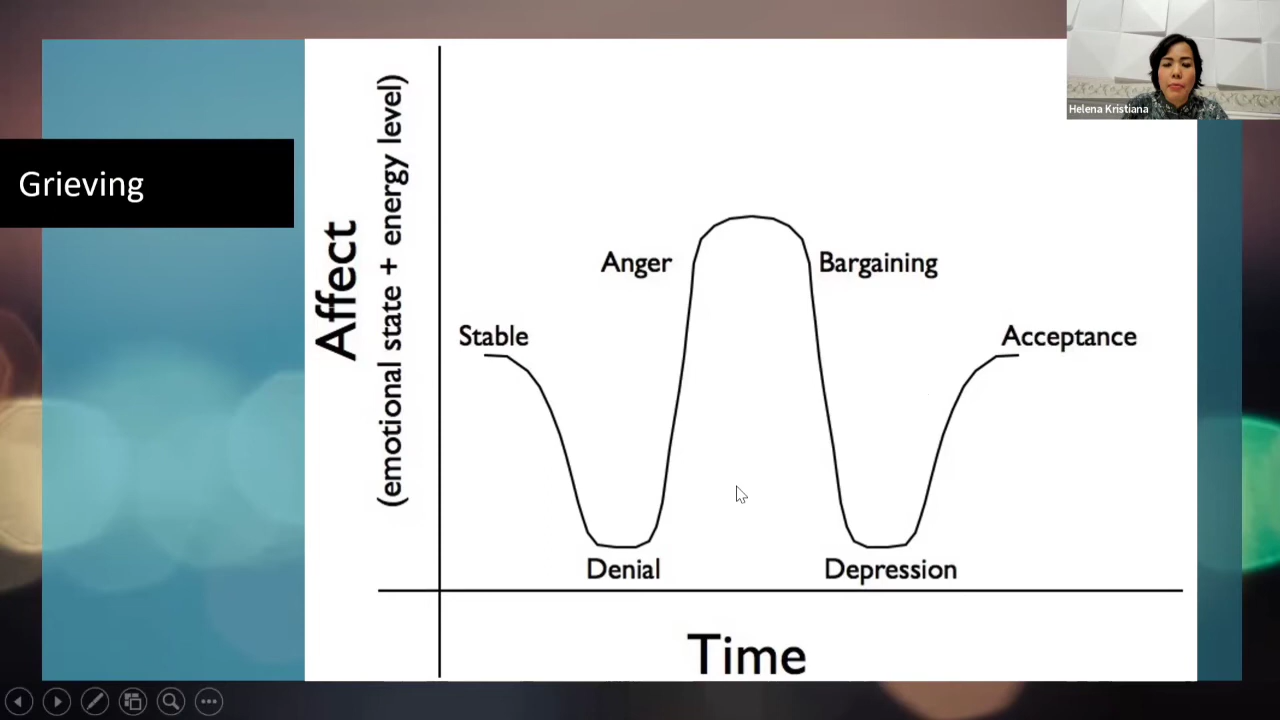 Helena Kristiana
Grieving
Affect
(emotional state + energy level)
Anger
Bargaining
Stable
Acceptance
Denial
Depression
Time